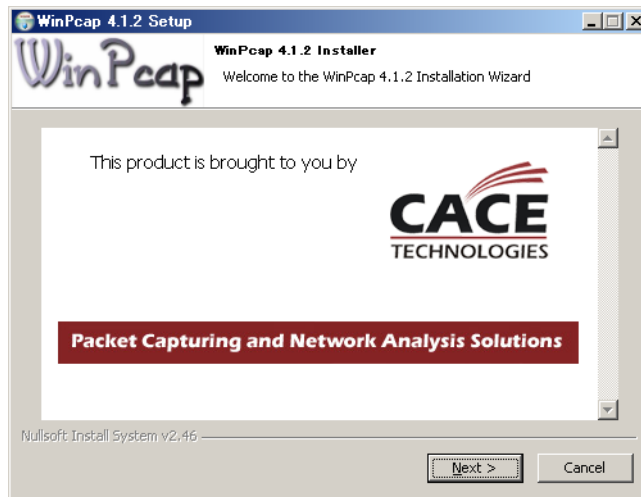 WinPcap 4.1.2 Setup
WinPcap
WinPcap 4.1.2 Installer
Welcome to the WinPcap 4.1.2 Installation Wizard
This product is brought to you by
CACE
TECHNOLOGIES
Packet Capturing and Network Analysis Solutions
Nullsoft Install System v2.46
Next >
Cancel